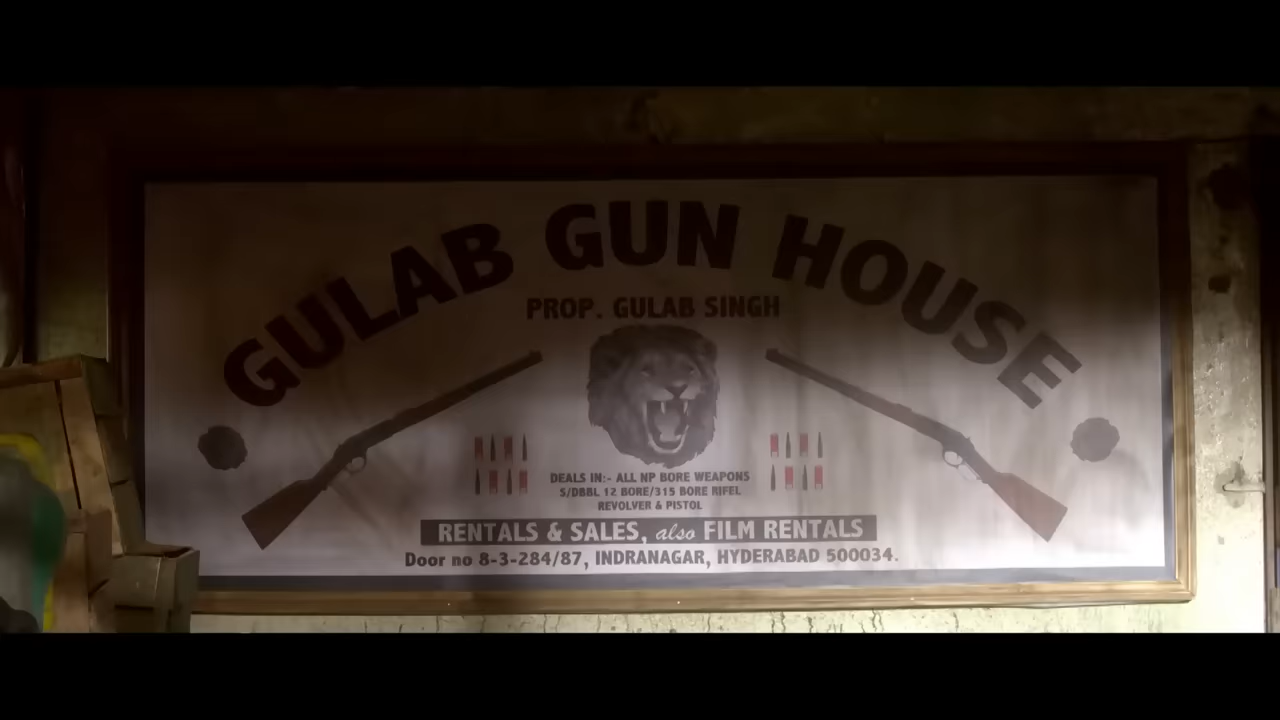 GULAB GUN HOUSE
PROP. GULAB SINGH
DEALS IN:- ALL NP BORE WEAPONS
S/DBBL 12 BORE/315 BORE RIFEL
REVOLVER & PISTOL
RENTALS & SALES, also FILM RENTALS
Door no 8-3-284/87, INDRANAGAR, HYDERABAD 500034.